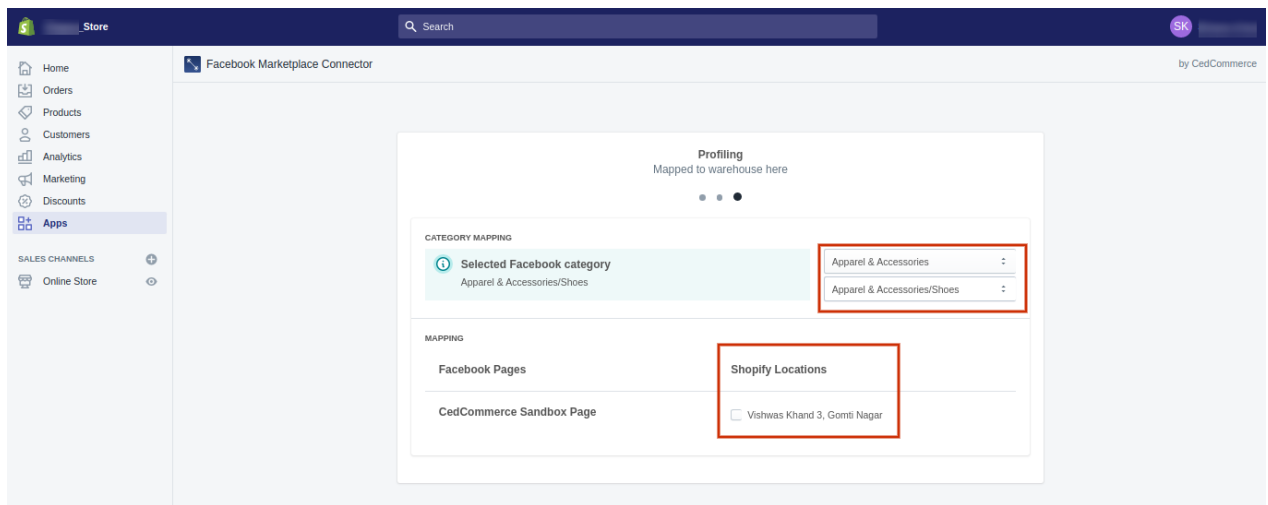 _Store
Search
SK
Facebook Marketplace Connector
by CedCommerce
Home
Orders
Products
Customers
Analytics
Marketing
Discounts
Apps
SALES CHANNELS
Online Store
Profiling
Mapped to warehouse here
CATEGORY MAPPING
Selected Facebook category
Apparel & Accessories/Shoes
Apparel & Accessories
Apparel & Accessories/Shoes
MAPPING
Facebook Pages
Shopify Locations
CedCommerce Sandbox Page
Vishwas Khand 3, Gomti Nagar